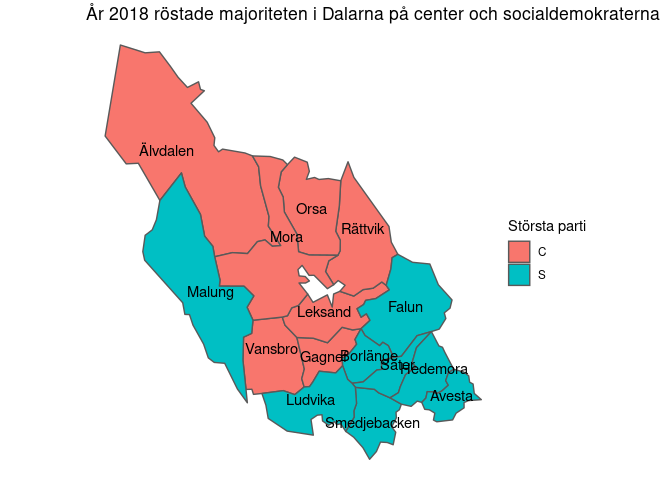 År 2018 röstade majoriteten i Dalarna på center och socialdemokraterna
Älvdalen
Orsa
Rättvik
Mora
Största parti
C
S
Malung
Falun
Leksand
Vansbro
Gagnef
Borlänge
Säter
Hedemora
Avesta
Ludvika
Smedjebacken